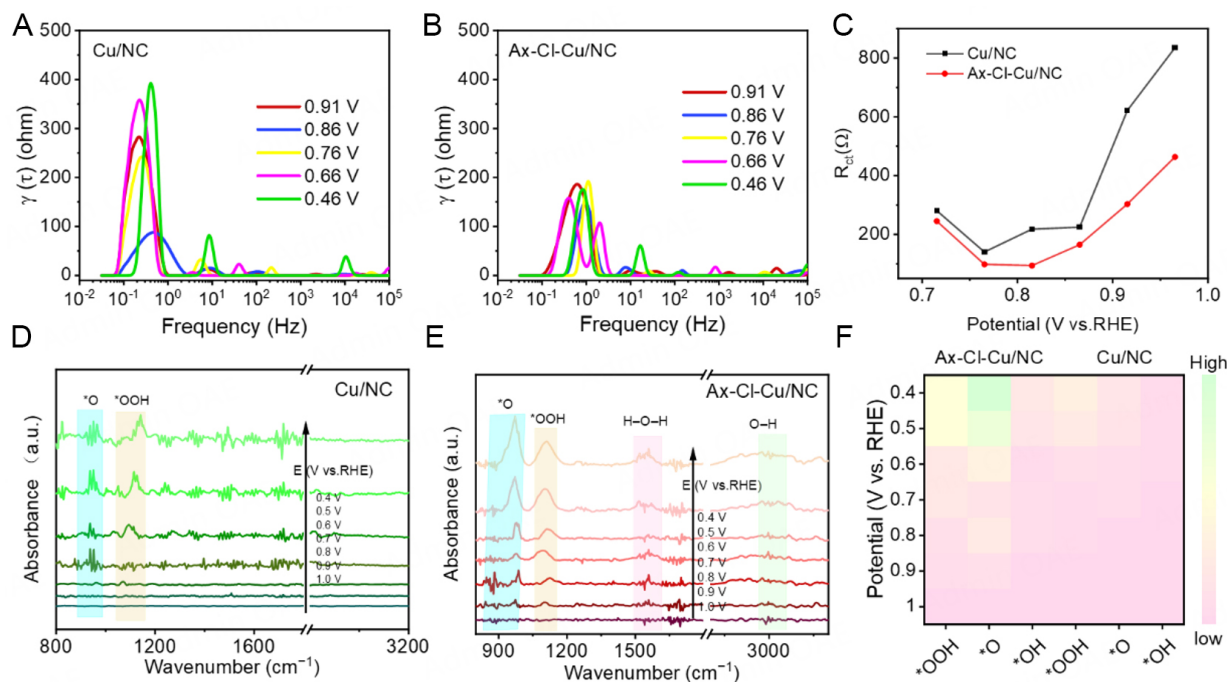 A
Cu/NC
γ (τ) (ohm)
500
400
300
200
100
0
0.91 V
0.86 V
0.76 V
0.66 V
0.46 V
10⁻² 10⁻¹ 10⁰ 10¹ 10² 10³ 10⁴ 10⁵
Frequency (Hz)
B
Ax-Cl-Cu/NC
γ (τ) (ohm)
500
400
300
200
100
0
0.91 V
0.86 V
0.76 V
0.66 V
0.46 V
10⁻² 10⁻¹ 10⁰ 10¹ 10² 10³ 10⁴ 10⁵
Frequency (Hz)
C
Cu/NC
Ax-Cl-Cu/NC
Rct(Ω)
800
600
400
200
0.7 0.8 0.9 1.0
Potential (V vs.RHE)
D
Cu/NC
*O *OOH
E (V vs.RHE)
0.4 V
0.5 V
0.6 V
0.7 V
0.8 V
0.9 V
1.0 V
Absorbance (a.u.)
800 1200 1600 3200
Wavenumber (cm⁻¹)
E
Ax-Cl-Cu/NC
*O *OOH H–O–H O–H
E (V vs.RHE)
0.4 V
0.5 V
0.6 V
0.7 V
0.8 V
0.9 V
1.0 V
Absorbance (a.u.)
900 1200 1500 3000
Wavenumber (cm⁻¹)
F
Ax-Cl-Cu/NC Cu/NC
High
low
Potential (V vs. RHE)
0.4
0.5
0.6
0.7
0.8
0.9
1
*OOH *O *OH *OOH *O *OH